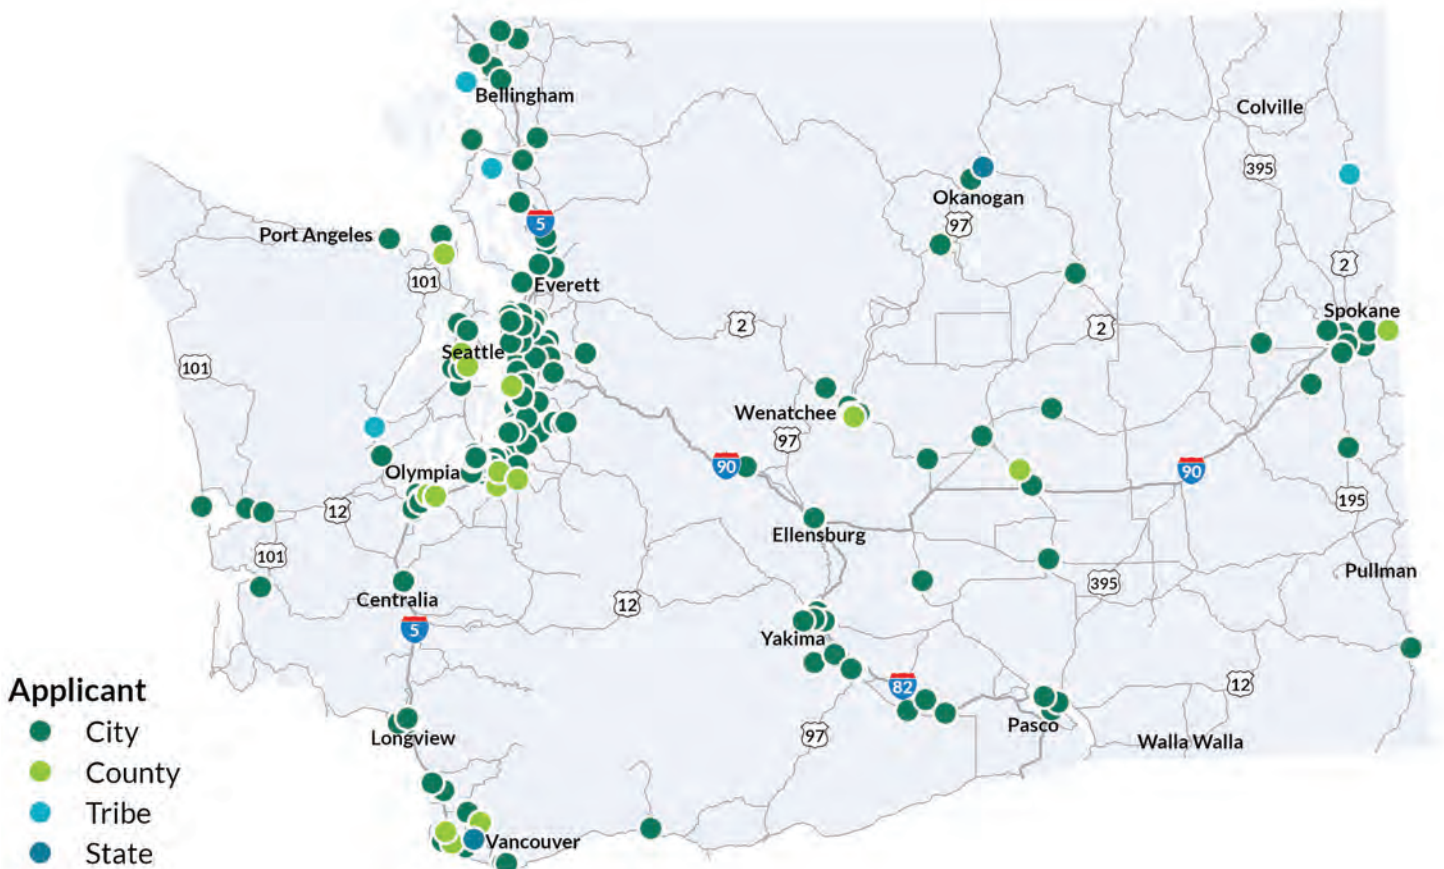 Bellingham
Colville
395
Okanogan
97
5
Port Angeles
101
2
Everett
Spokane
2
2
Seattle
101
Wenatchee
97
Olympia
90
90
195
12
Ellensburg
101
Pullman
395
Centralia
12
5
Yakima
82
12
Pasco
97
Longview
Walla Walla
Vancouver
Applicant
City
County
Tribe
State